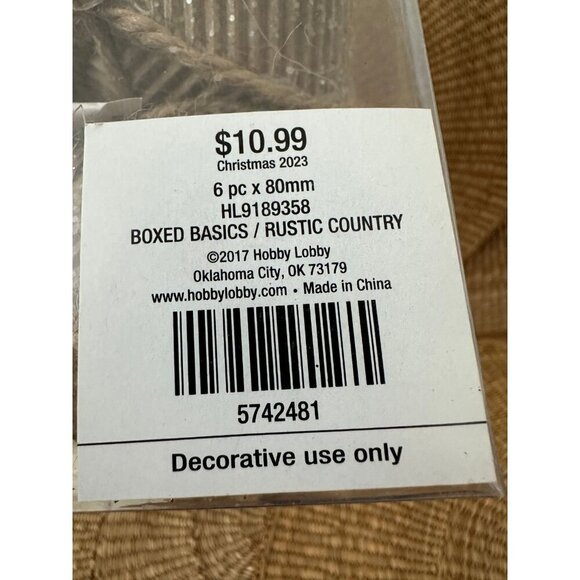 $10.99
Christmas 2023
6 pc x 80mm
HL9189358
BOXED BASICS / RUSTIC COUNTRY
©2017 Hobby Lobby
Oklahoma City, OK 73179
www.hobbylobby.com • Made in China
5742481
Decorative use only